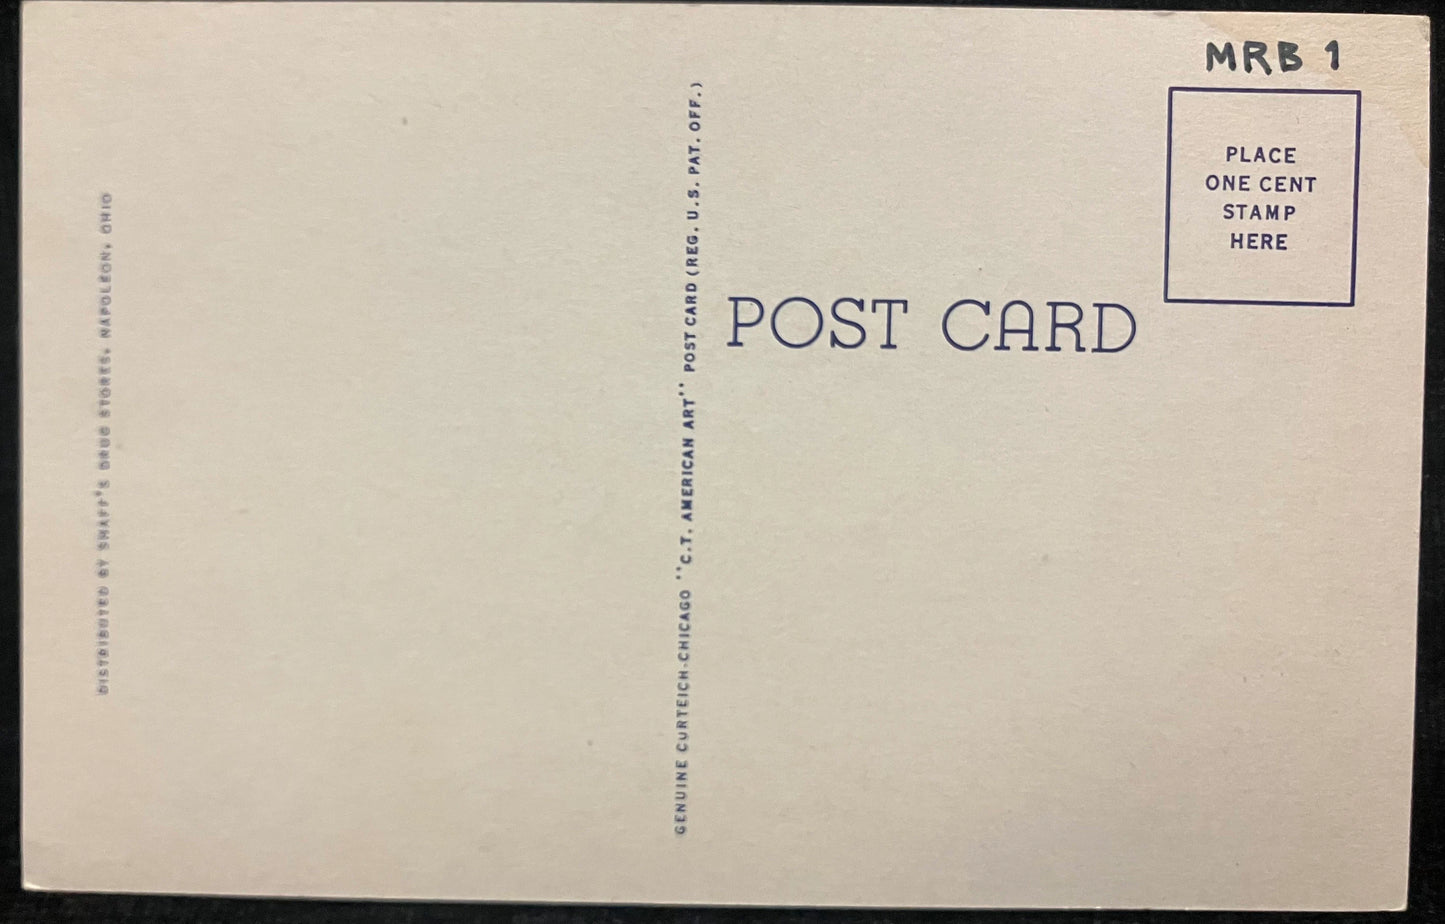 DISTRIBUTED BY SHAFF'S DRUG STORES, NAPOLEON, OHIO
GENUINE CURTEICH-CHICAGO "C.T. AMERICAN ART" POST CARD (REG. U.S. PAT. OFF.)
MRB 1
PLACE
ONE CENT
STAMP
HERE
POST CARD